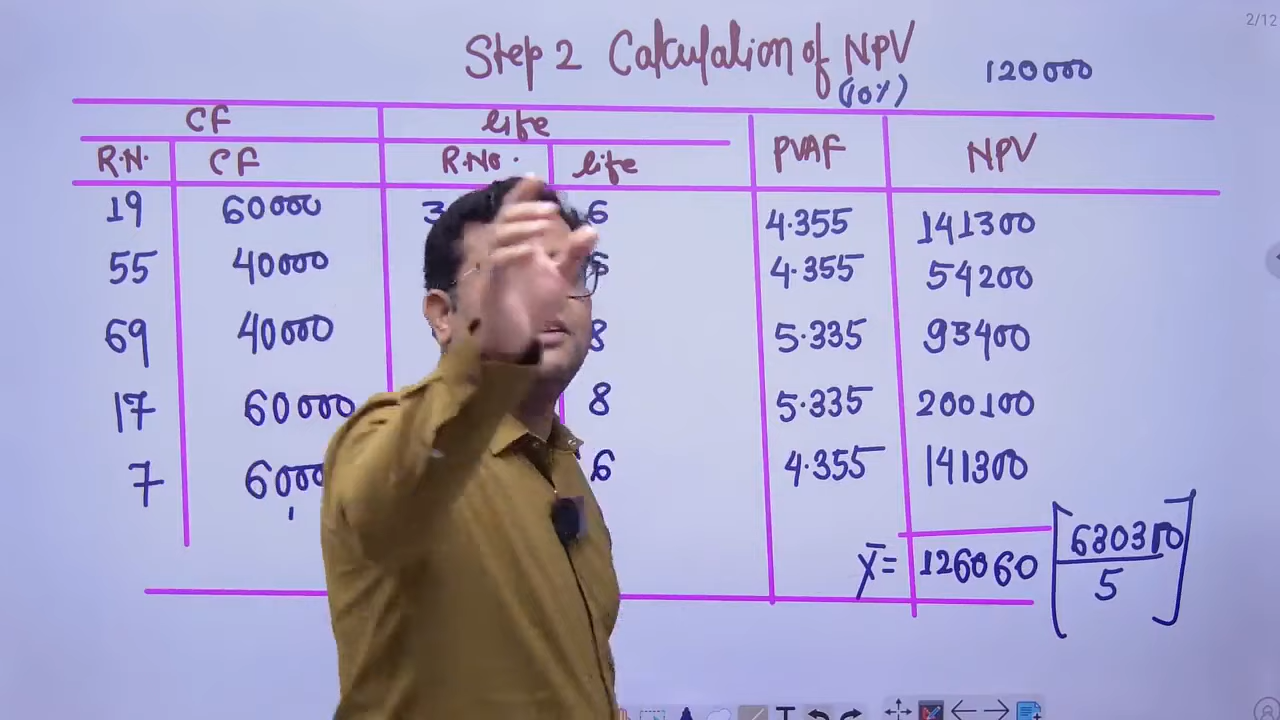 2/12
Step 2 Calculation of NPV 120000
(10%)
CF life
R.N. CF R.No. life PVAF NPV
19 60000 3 6 4.355 141300
55 40000 4.355 54200
69 40000 8 5.335 93400
17 60000 8 5.335 200100
7 6 4.355 141300
x̄ = 126060 [630310
5]
T